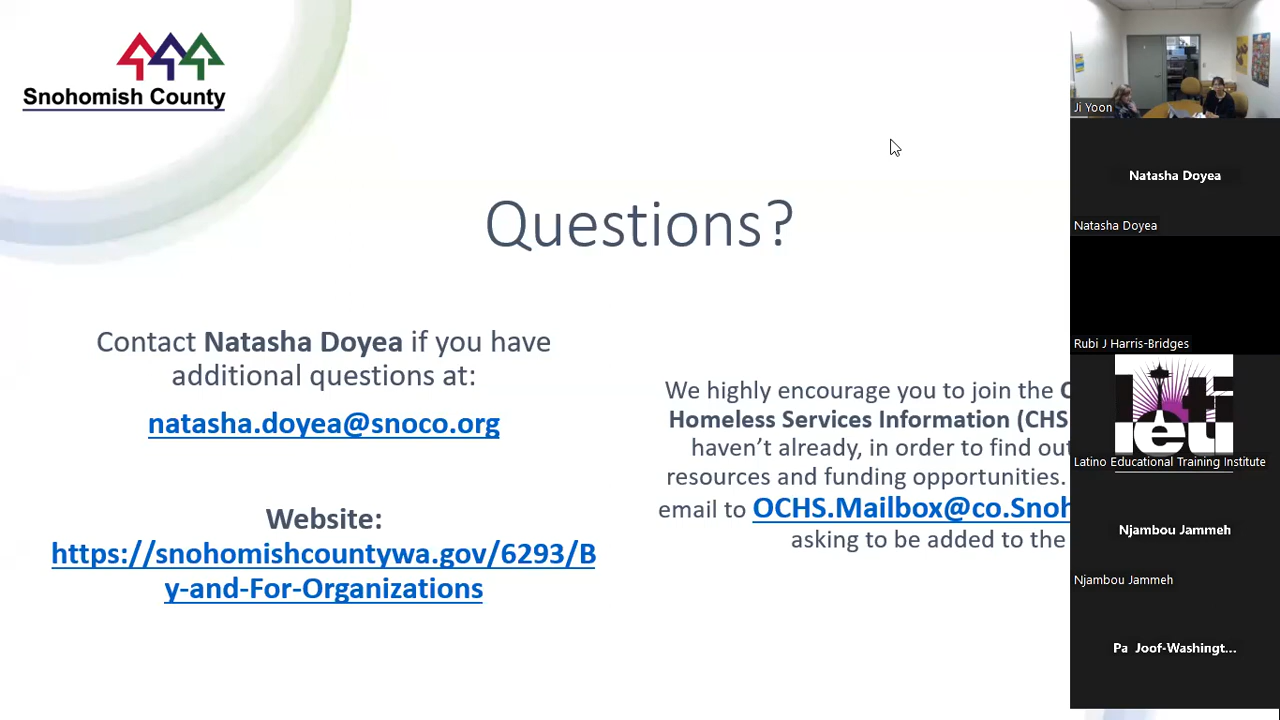 Snohomish County
Questions?
Contact Natasha Doyea if you have
additional questions at:
natasha.doyea@snoco.org
Website:
https://snohomishcountywa.gov/6293/B
y-and-For-Organizations
We highly encourage you to join the
Homeless Services Information (CHS
haven't already, in order to find out
resources and funding opportunities.
email to OCHS.Mailbox@co.Snoh
asking to be added to the
Ji Yoon
Natasha Doyea
Natasha Doyea
Rubi J Harris-Bridges
leti
Latino Educational Training Institute
Njambou Jammeh
Njambou Jammeh
Pa Joof-Washingt...